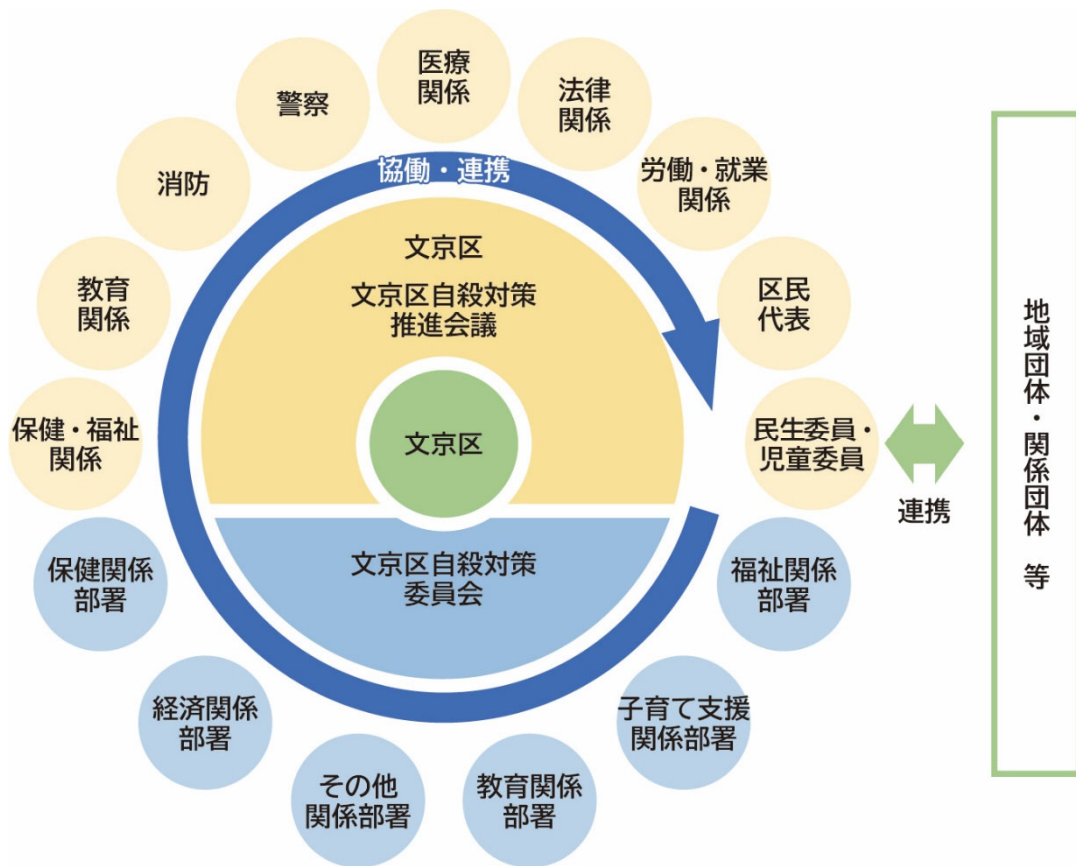 医療
関係
警察
法律
関係
協働・連携
消防
労働・就業
関係
文京区
文京区自殺対策
推進会議
教育
関係
区民
代表
保健・福祉
関係
文京区
民生委員・
児童委員
連携
地域団体・関係団体 等
文京区自殺対策
委員会
保健関係
部署
福祉関係
部署
経済関係
部署
子育て支援
関係部署
その他
関係部署
教育関係
部署